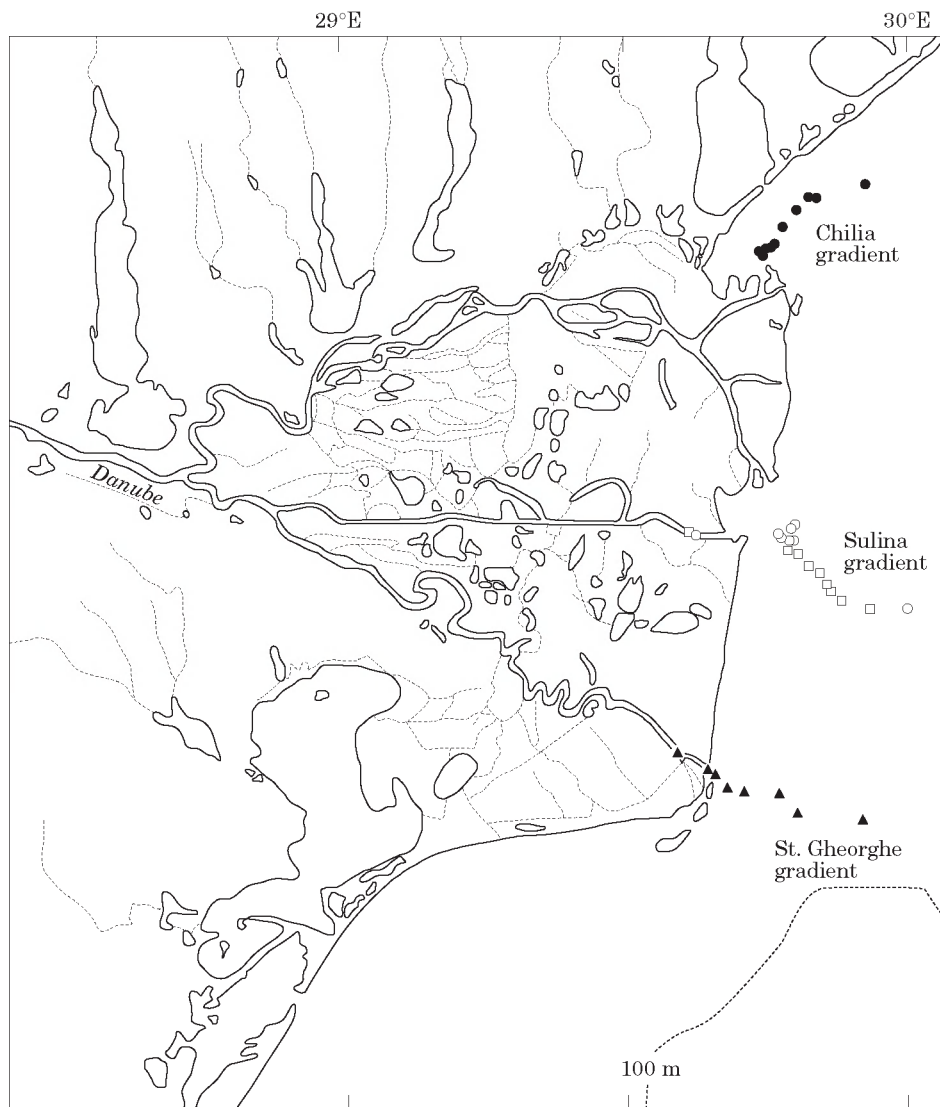 29°E
30°E
Chilia
gradient
Danube
Sulina
gradient
St. Gheorghe
gradient
100 m